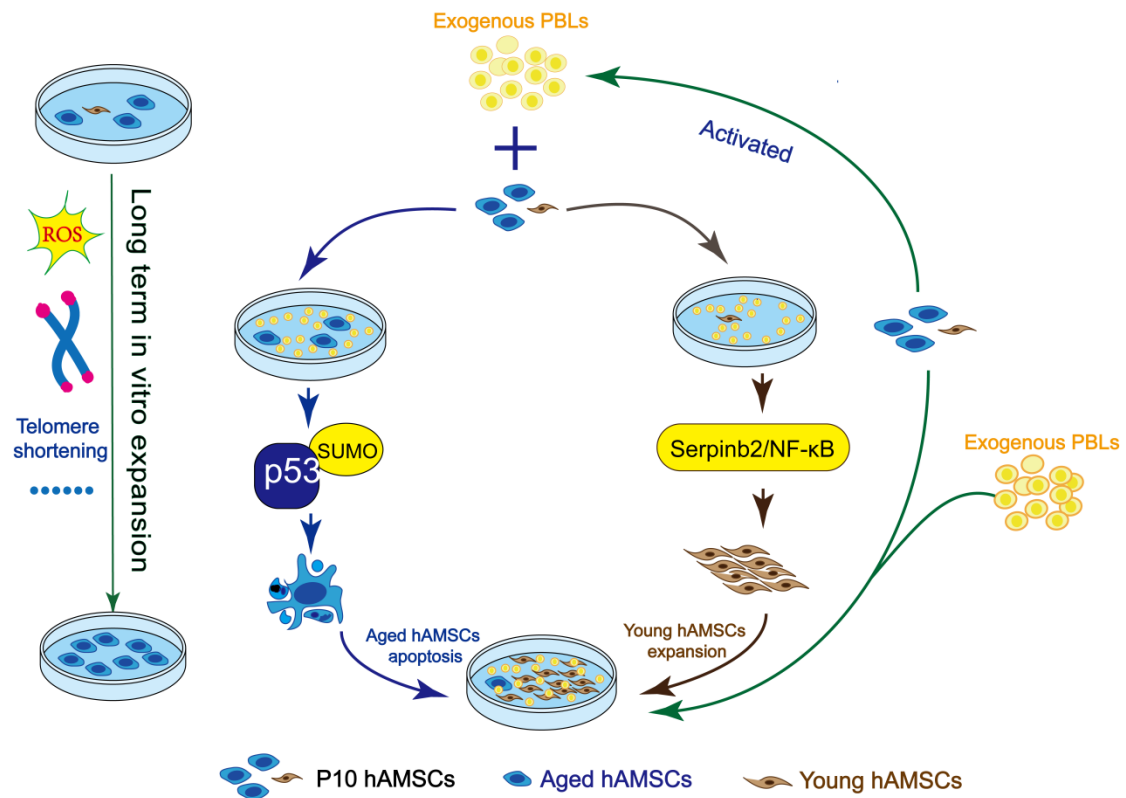 Exogenous PBLs
Activated
ROS
Long term in vitro expansion
Telomere
shortening
p53
SUMO
Serpinb2/NF-κB
Exogenous PBLs
Aged hAMSCs
apoptosis
Young hAMSCs
expansion
P10 hAMSCs
Aged hAMSCs
Young hAMSCs